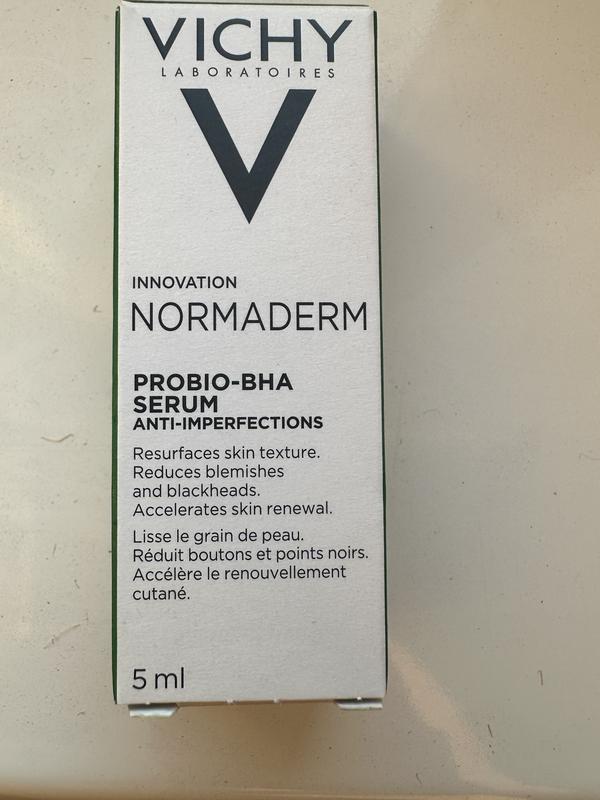 VICHY
LABORATOIRES
INNOVATION
NORMADERM
PROBIO-BHA
SERUM
ANTI-IMPERFECTIONS
Resurfaces skin texture.
Reduces blemishes
and blackheads.
Accelerates skin renewal.
Lisse le grain de peau.
Réduit boutons et points noirs.
Accélère le renouvellement
cutané.
5 ml